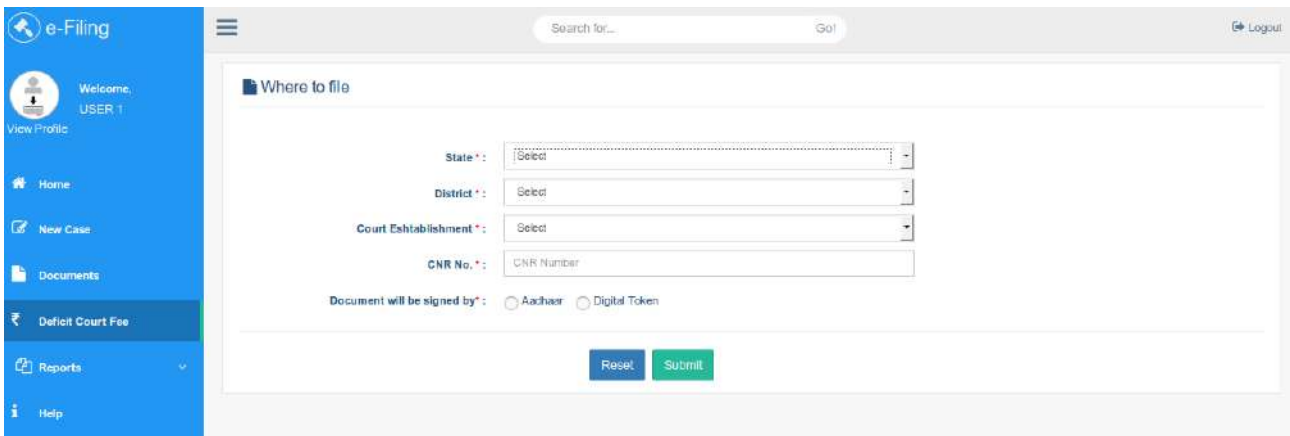 e-Filing
Search for...
Go!
Logout
Welcome,
USER 1
View Profile
Where to file
State * :
Select
Home
District * :
Select
New Case
Court Eshtablishment * :
Select
CNR No. * :
CNR Number
Documents
Document will be signed by* :
Aadhaar
Digital Token
₹ Deficit Court Fee
Reports
Reset
Submit
Help